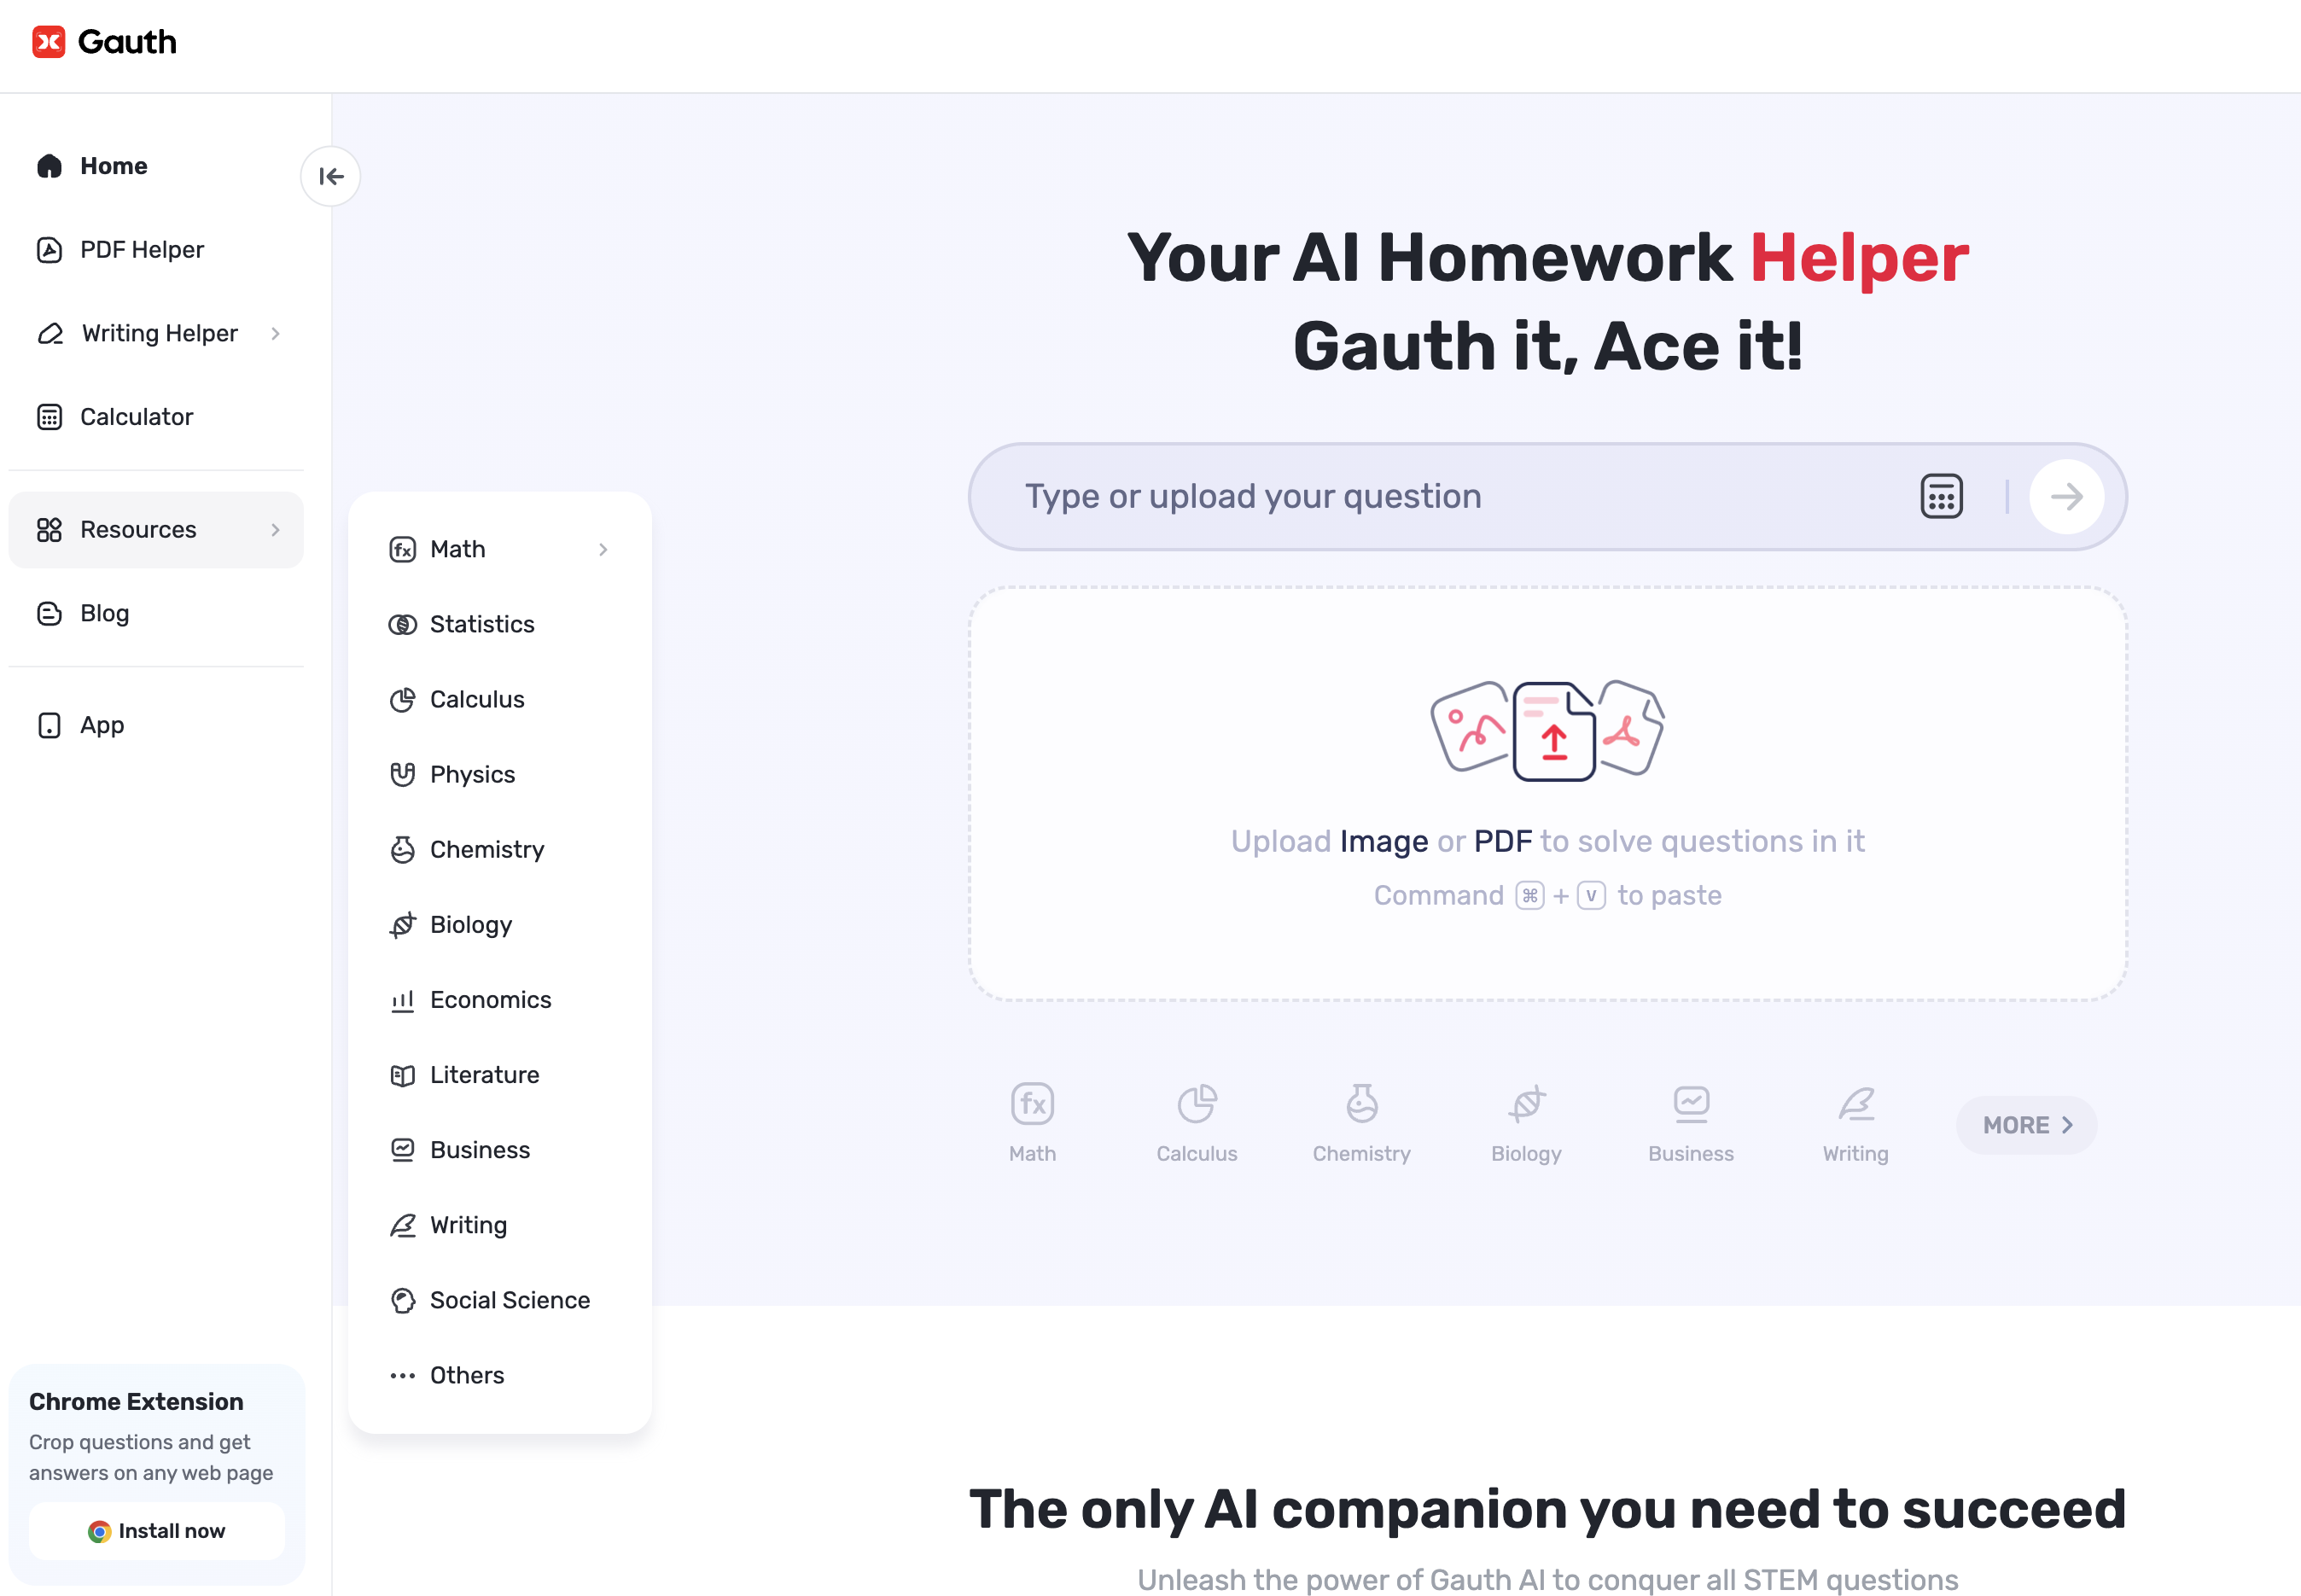 Gauth
Home
PDF Helper
Writing Helper
Calculator
Resources
Blog
App
Chrome Extension
Crop questions and get
answers on any web page
Install now
Math
Statistics
Calculus
Physics
Chemistry
Biology
Economics
Literature
Business
Writing
Social Science
Others
Your AI Homework Helper
Gauth it, Ace it!
Type or upload your question
Upload Image or PDF to solve questions in it
Command ⌘ + V to paste
Math
Calculus
Chemistry
Biology
Business
Writing
MORE
The only AI companion you need to succeed
Unleash the power of Gauth AI to conquer all STEM questions